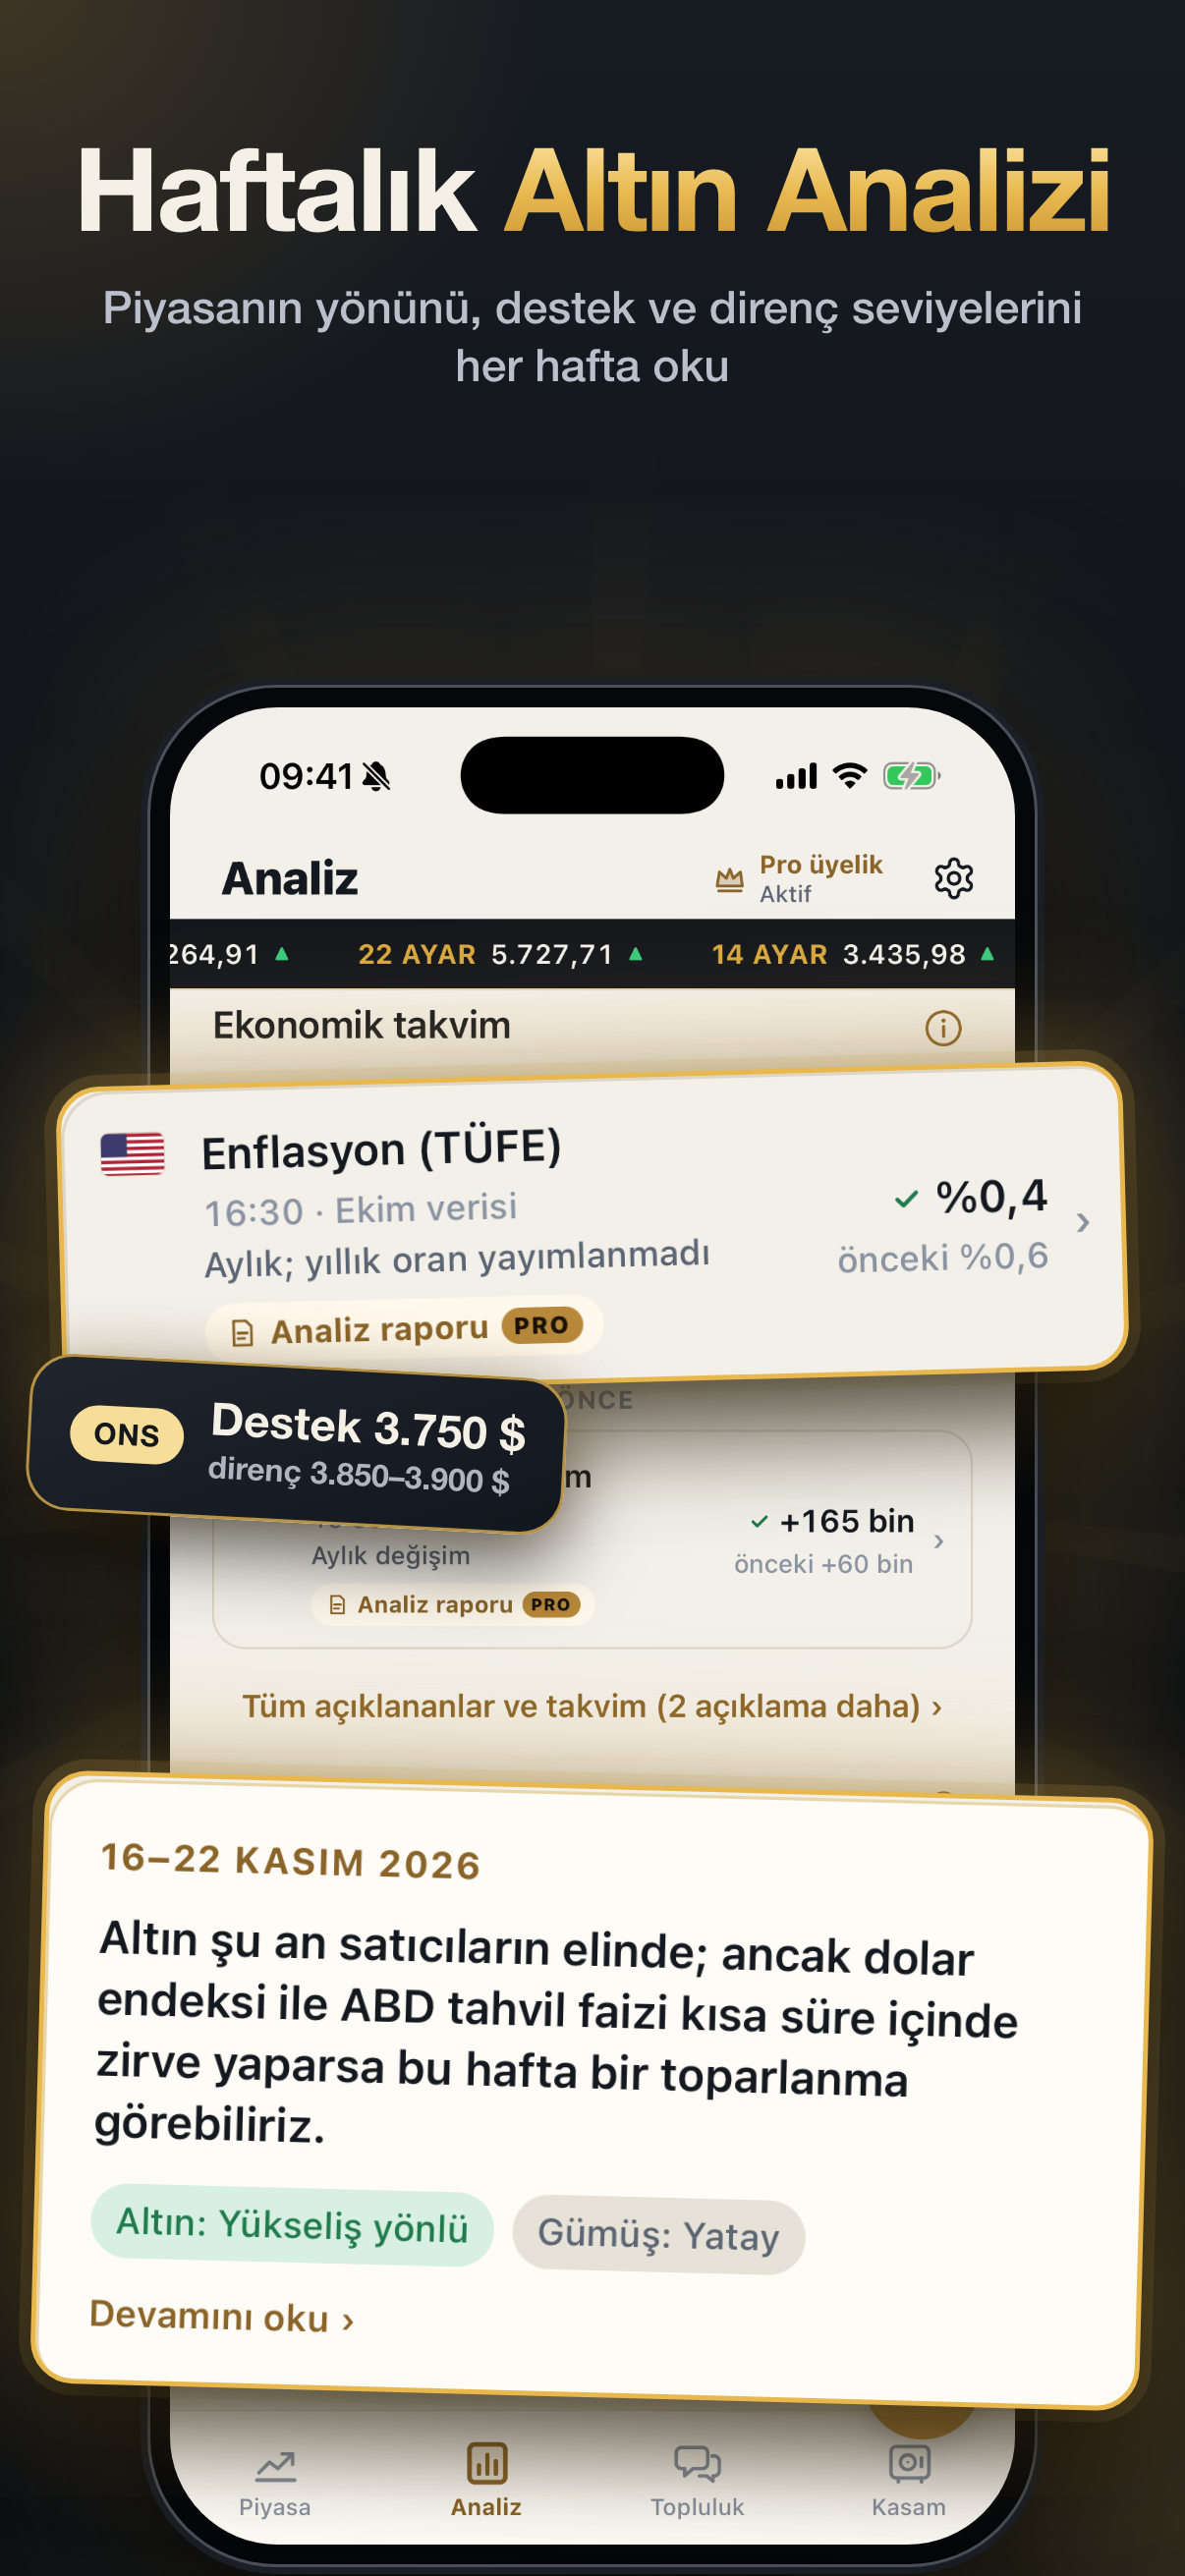 Haftalık Altın Analizi
Piyasanın yönünü, destek ve direnç seviyelerini
her hafta oku
09:41
Analiz
Pro üyelik
Aktif
264,91 ▲ 22 AYAR 5.727,71 ▲ 14 AYAR 3.435,98 ▲
Ekonomik takvim
Enflasyon (TÜFE)
16:30 · Ekim verisi
Aylık; yıllık oran yayımlanmadı
✓ %0,4 ›
önceki %0,6
Analiz raporu PRO
ÖNCE
ONS
Destek 3.750 $
direnç 3.850–3.900 $
m
✓ +165 bin ›
Aylık değişim
önceki +60 bin
Analiz raporu PRO
Tüm açıklananlar ve takvim (2 açıklama daha) ›
16–22 KASIM 2026
Altın şu an satıcıların elinde; ancak dolar
endeksi ile ABD tahvil faizi kısa süre içinde
zirve yaparsa bu hafta bir toparlanma
görebiliriz.
Altın: Yükseliş yönlü
Gümüş: Yatay
Devamını oku ›
Piyasa
Analiz
Topluluk
Kasam